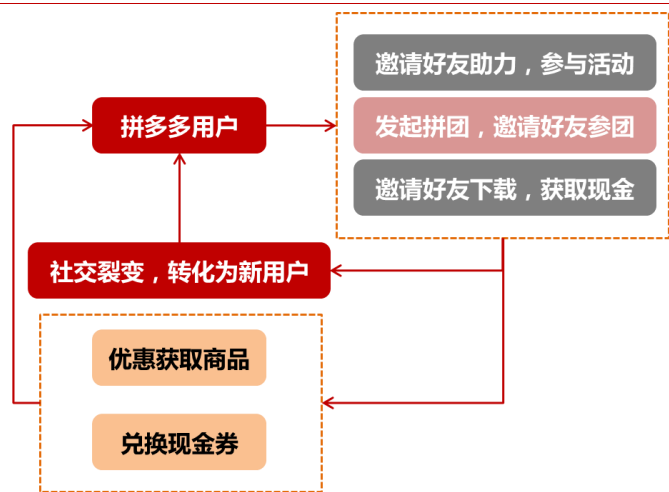 邀请好友助力，参与活动
拼多多用户
发起拼团，邀请好友参团
邀请好友下载，获取现金
社交裂变，转化为新用户
优惠获取商品
兑换现金券